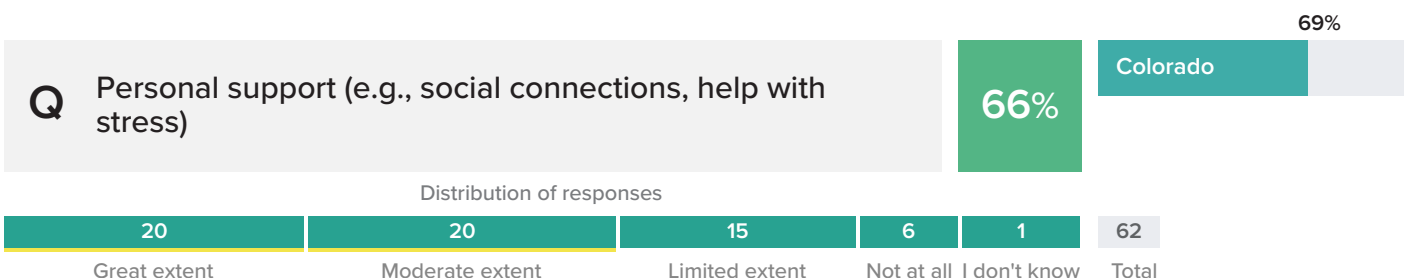 69%
Q Personal support (e.g., social connections, help with
stress)
66%
Colorado
Distribution of responses
20 20 15 6 1 62
Great extent Moderate extent Limited extent Not at all I don't know Total